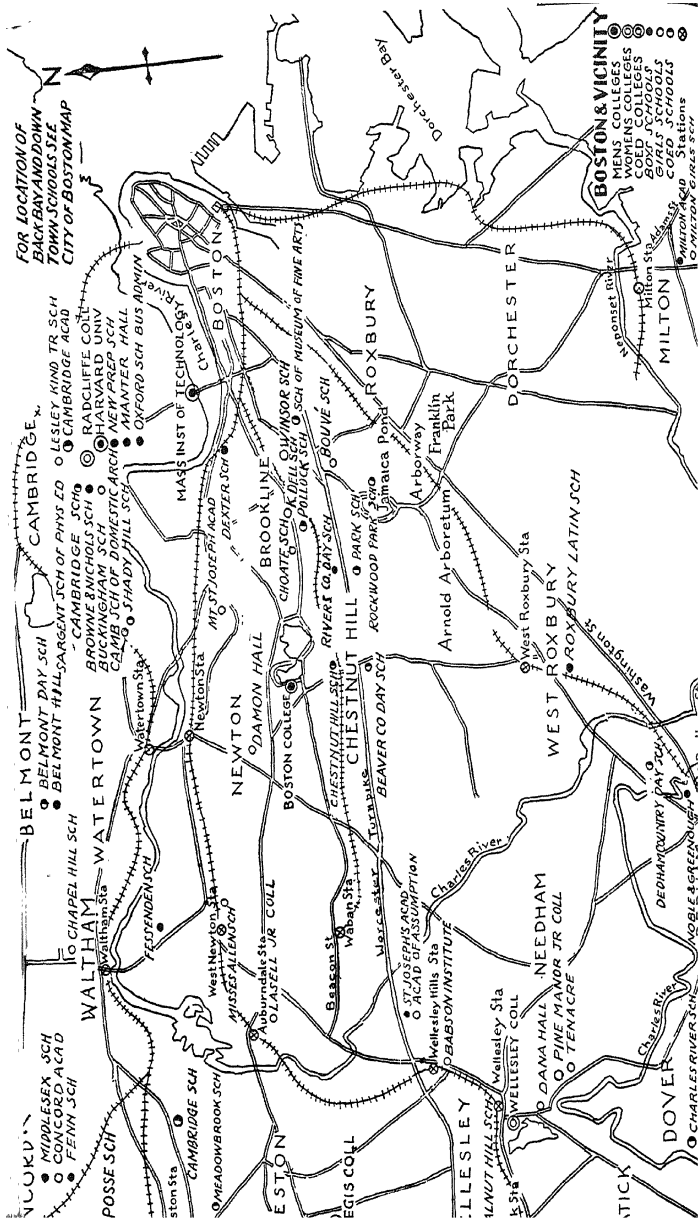 FOR LOCATION OF
BACK BAY AND DOWN-
TOWN SCHOOLS SEE
CITY OF BOSTON MAP
N
Dorchester Bay
BOSTON & VICINITY
MENS COLLEGES
WOMENS COLLEGES
COED COLLEGES
BOYS' SCHOOLS
GIRLS SCHOOLS
COED SCHOOLS
Stations
CAMBRIDGE
LESLEY KIND TR SCH
CAMBRIDGE ACAD
RADCLIFFE COLL
HARVARD UNIV
NEW PREP SCH
MANTER HALL
OXFORD SCH BUS ADMIN
SARGENT SCH OF PHYS ED
CAMBRIDGE SCH
BROWNE & NICHOLS SCH
BUCKINGHAM SCH
CAMB SCH OF DOMESTIC ARCH
SHADY HILL SCH
MASS INST OF TECHNOLOGY
Charles River
BOSTON
SCH OF MUSEUM OF FINE ARTS
ROXBURY
DORCHESTER
Neponset River
Milton Sta
Adams St
MILTON ACAD
MILTON GIRLS SCH
MILTON
BELMONT
BELMONT DAY SCH
BELMONT HILL
WATERTOWN
Watertown Sta
Newton Sta
MT ST JOSEPH ACAD
DEXTER SCH
BROOKLINE
WINSOR SCH
CHOATE SCH
POLLOCK SCH
BOUVÉ SCH
RIVERS CO. DAY SCH
PARK SCH
ROCKWOOD PARK SCH
Jamaica Pond
Arborway
Franklin
Park
Arnold Arboretum
NEWTON
DAMON HALL
BOSTON COLLEGE
CHESTNUT HILL SCH
CHESTNUT HILL
BEAVER CO DAY SCH
West Roxbury Sta
WEST ROXBURY
ROXBURY LATIN SCH
Washington St
WALTHAM
CHAPEL HILL SCH
Waltham Sta
FESSENDEN SCH
West Newton Sta
MISSES ALLEN SCH
Auburndale Sta
LASELL JR COLL
Beacon St
Waban Sta
Worcester Turnpike
ST JOSEPH'S ACAD
ACAD OF ASSUMPTION
Wellesley Hills Sta
BABSON INSTITUTE
Charles River
NEEDHAM
DEDHAM COUNTRY DAY SCH
NOBLE & GREENOUGH
Wellesley Sta
WELLESLEY COLL
DANA HALL
PINE MANOR JR COLL
TENACRE
Charles River
DOVER
CHARLES RIVER SCH
NCORD
MIDDLESEX SCH
CONCORD ACAD
FENN SCH
POSSE SCH
ston Sta
CAMBRIDGE SCH
MEADOWBROOK SCH
ESTON
EGIS COLL
LLESLEY
LNUT HILL SCH
k Sta
TICK